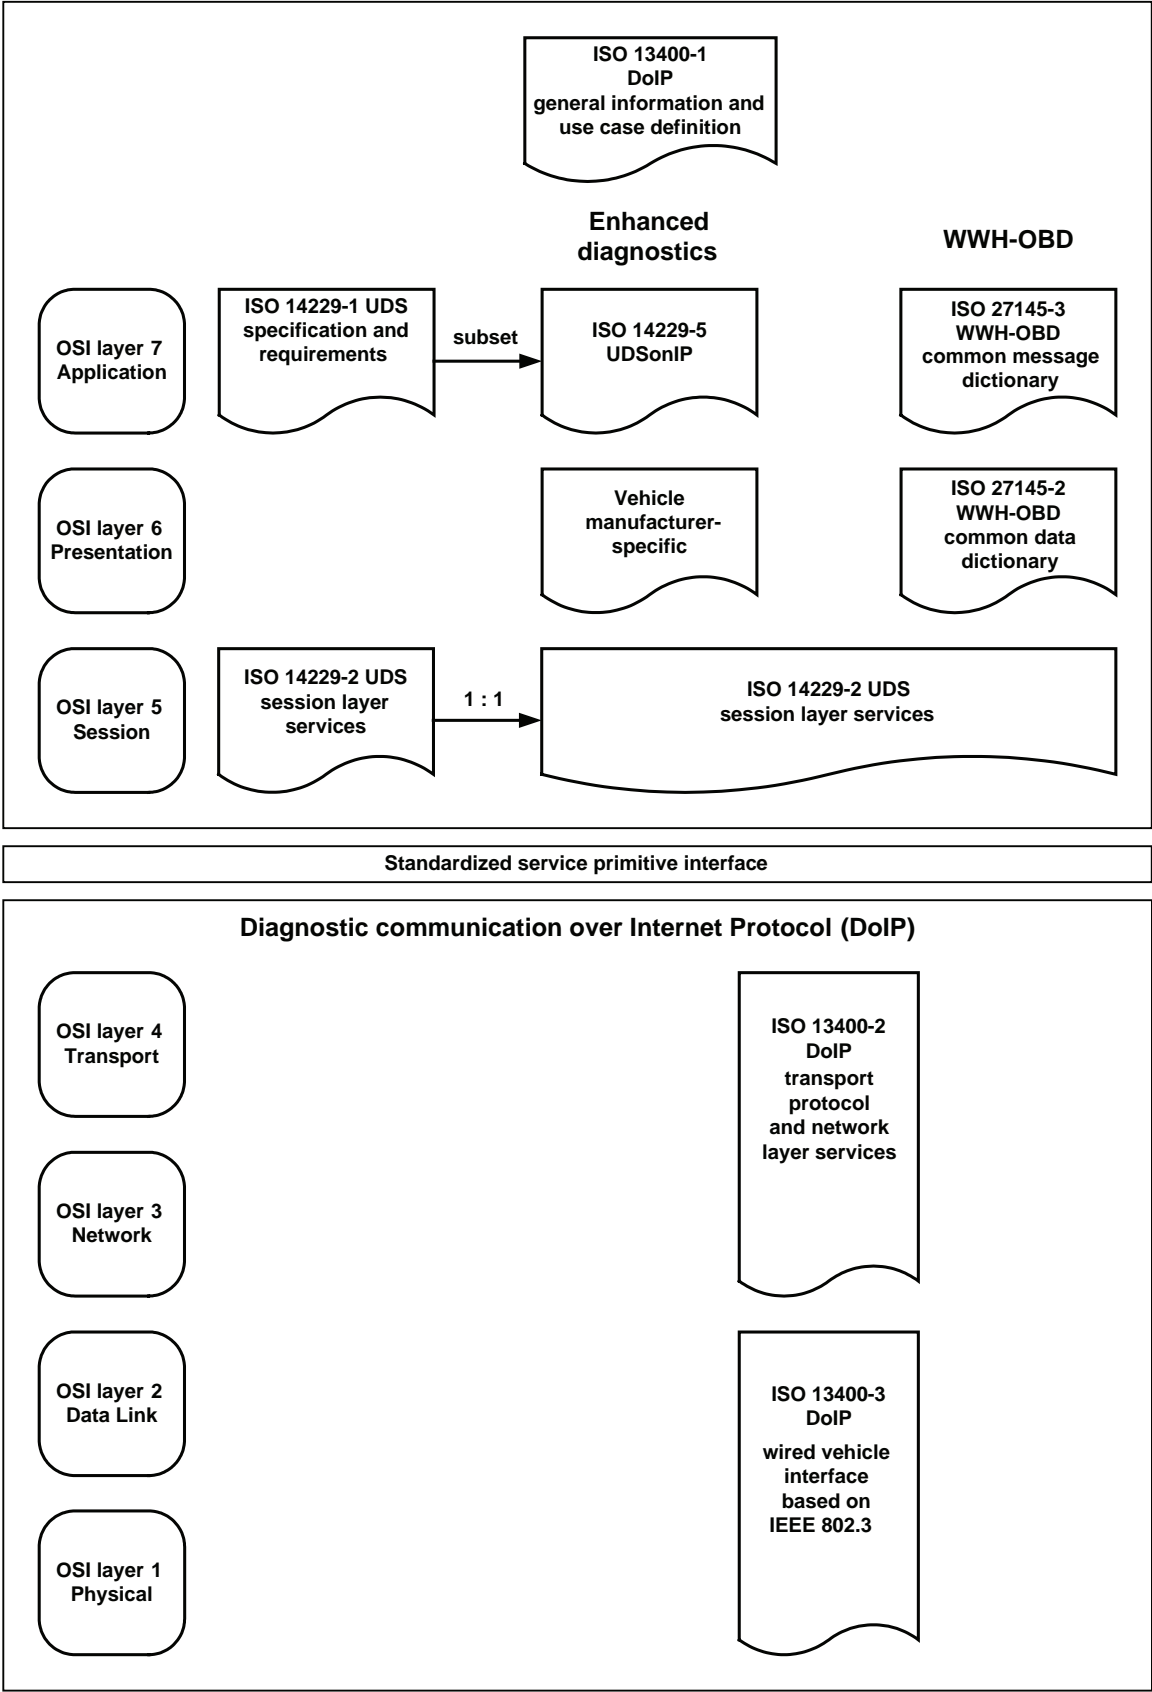 ISO 13400-1
DoIP
general information and
use case definition
Enhanced
diagnostics
WWH-OBD
OSI layer 7
Application
ISO 14229-1 UDS
specification and
requirements
subset
ISO 14229-5
UDSonIP
ISO 27145-3
WWH-OBD
common message
dictionary
OSI layer 6
Presentation
Vehicle
manufacturer-
specific
ISO 27145-2
WWH-OBD
common data
dictionary
OSI layer 5
Session
ISO 14229-2 UDS
session layer
services
1 : 1
ISO 14229-2 UDS
session layer services
Standardized service primitive interface
Diagnostic communication over Internet Protocol (DoIP)
OSI layer 4
Transport
ISO 13400-2
DoIP
transport
protocol
and network
layer services
OSI layer 3
Network
OSI layer 2
Data Link
ISO 13400-3
DoIP
wired vehicle
interface
based on
IEEE 802.3
OSI layer 1
Physical